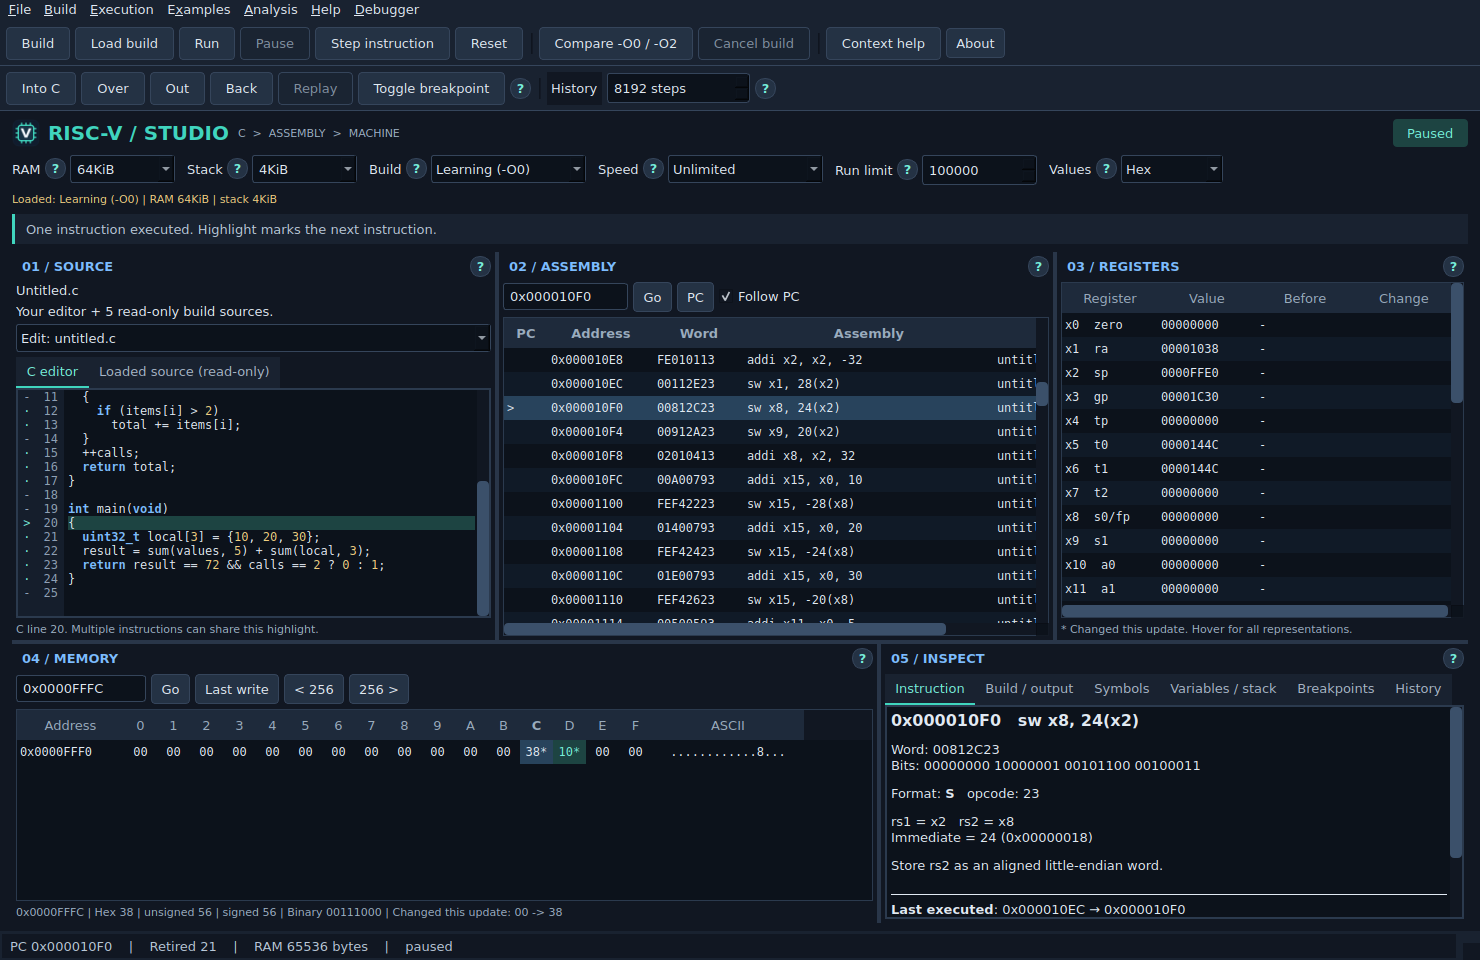 File Build Execution Examples Analysis Help Debugger
Build Load build Run Pause Step instruction Reset Compare -O0 / -O2 Cancel build Context help About
Into C Over Out Back Replay Toggle breakpoint ? History 8192 steps ?
RISC-V / STUDIO C > ASSEMBLY > MACHINE Paused
RAM ? 64KiB Stack ? 4KiB Build ? Learning (-O0) Speed ? Unlimited Run limit ? 100000 Values ? Hex
Loaded: Learning (-O0) | RAM 64KiB | stack 4KiB
One instruction executed. Highlight marks the next instruction.
01 / SOURCE ?
Untitled.c
Your editor + 5 read-only build sources.
Edit: untitled.c
C editor Loaded source (read-only)
- 11 {
· 12 if (items[i] > 2)
· 13 total += items[i];
- 14 }
· 15 ++calls;
· 16 return total;
· 17 }
- 18
- 19 int main(void)
> 20 {
· 21 uint32_t local[3] = {10, 20, 30};
· 22 result = sum(values, 5) + sum(local, 3);
· 23 return result == 72 && calls == 2 ? 0 : 1;
· 24 }
- 25
C line 20. Multiple instructions can share this highlight.
02 / ASSEMBLY ?
0x000010F0 Go PC ✓ Follow PC
PC Address Word Assembly
0x000010E8 FE010113 addi x2, x2, -32 untitl
0x000010EC 00112E23 sw x1, 28(x2) untitl
> 0x000010F0 00812C23 sw x8, 24(x2) untitl
0x000010F4 00912A23 sw x9, 20(x2) untitl
0x000010F8 02010413 addi x8, x2, 32 untitl
0x000010FC 00A00793 addi x15, x0, 10 untitl
0x00001100 FEF42223 sw x15, -28(x8) untitl
0x00001104 01400793 addi x15, x0, 20 untitl
0x00001108 FEF42423 sw x15, -24(x8) untitl
0x0000110C 01E00793 addi x15, x0, 30 untitl
0x00001110 FEF42623 sw x15, -20(x8) untitl
0x00001114 00500593 addi x11, x0, 5 untitl
03 / REGISTERS ?
Register Value Before Change
x0 zero 00000000 -
x1 ra 00001038 -
x2 sp 0000FFE0 -
x3 gp 00001C30 -
x4 tp 00000000 -
x5 t0 0000144C -
x6 t1 0000144C -
x7 t2 00000000 -
x8 s0/fp 00000000 -
x9 s1 00000000 -
x10 a0 00000000 -
x11 a1 00000000 -
* Changed this update. Hover for all representations.
04 / MEMORY ?
0x0000FFFC Go Last write < 256 256 >
Address 0 1 2 3 4 5 6 7 8 9 A B C D E F ASCII
0x0000FFF0 00 00 00 00 00 00 00 00 00 00 00 00 38* 10* 00 00 ............8...
0x0000FFFC | Hex 38 | unsigned 56 | signed 56 | Binary 00111000 | Changed this update: 00 -> 38
05 / INSPECT ?
Instruction Build / output Symbols Variables / stack Breakpoints History
0x000010F0 sw x8, 24(x2)
Word: 00812C23
Bits: 00000000 10000001 00101100 00100011
Format: S opcode: 23
rs1 = x2 rs2 = x8
Immediate = 24 (0x00000018)
Store rs2 as an aligned little-endian word.
Last executed: 0x000010EC → 0x000010F0
PC 0x000010F0 | Retired 21 | RAM 65536 bytes | paused